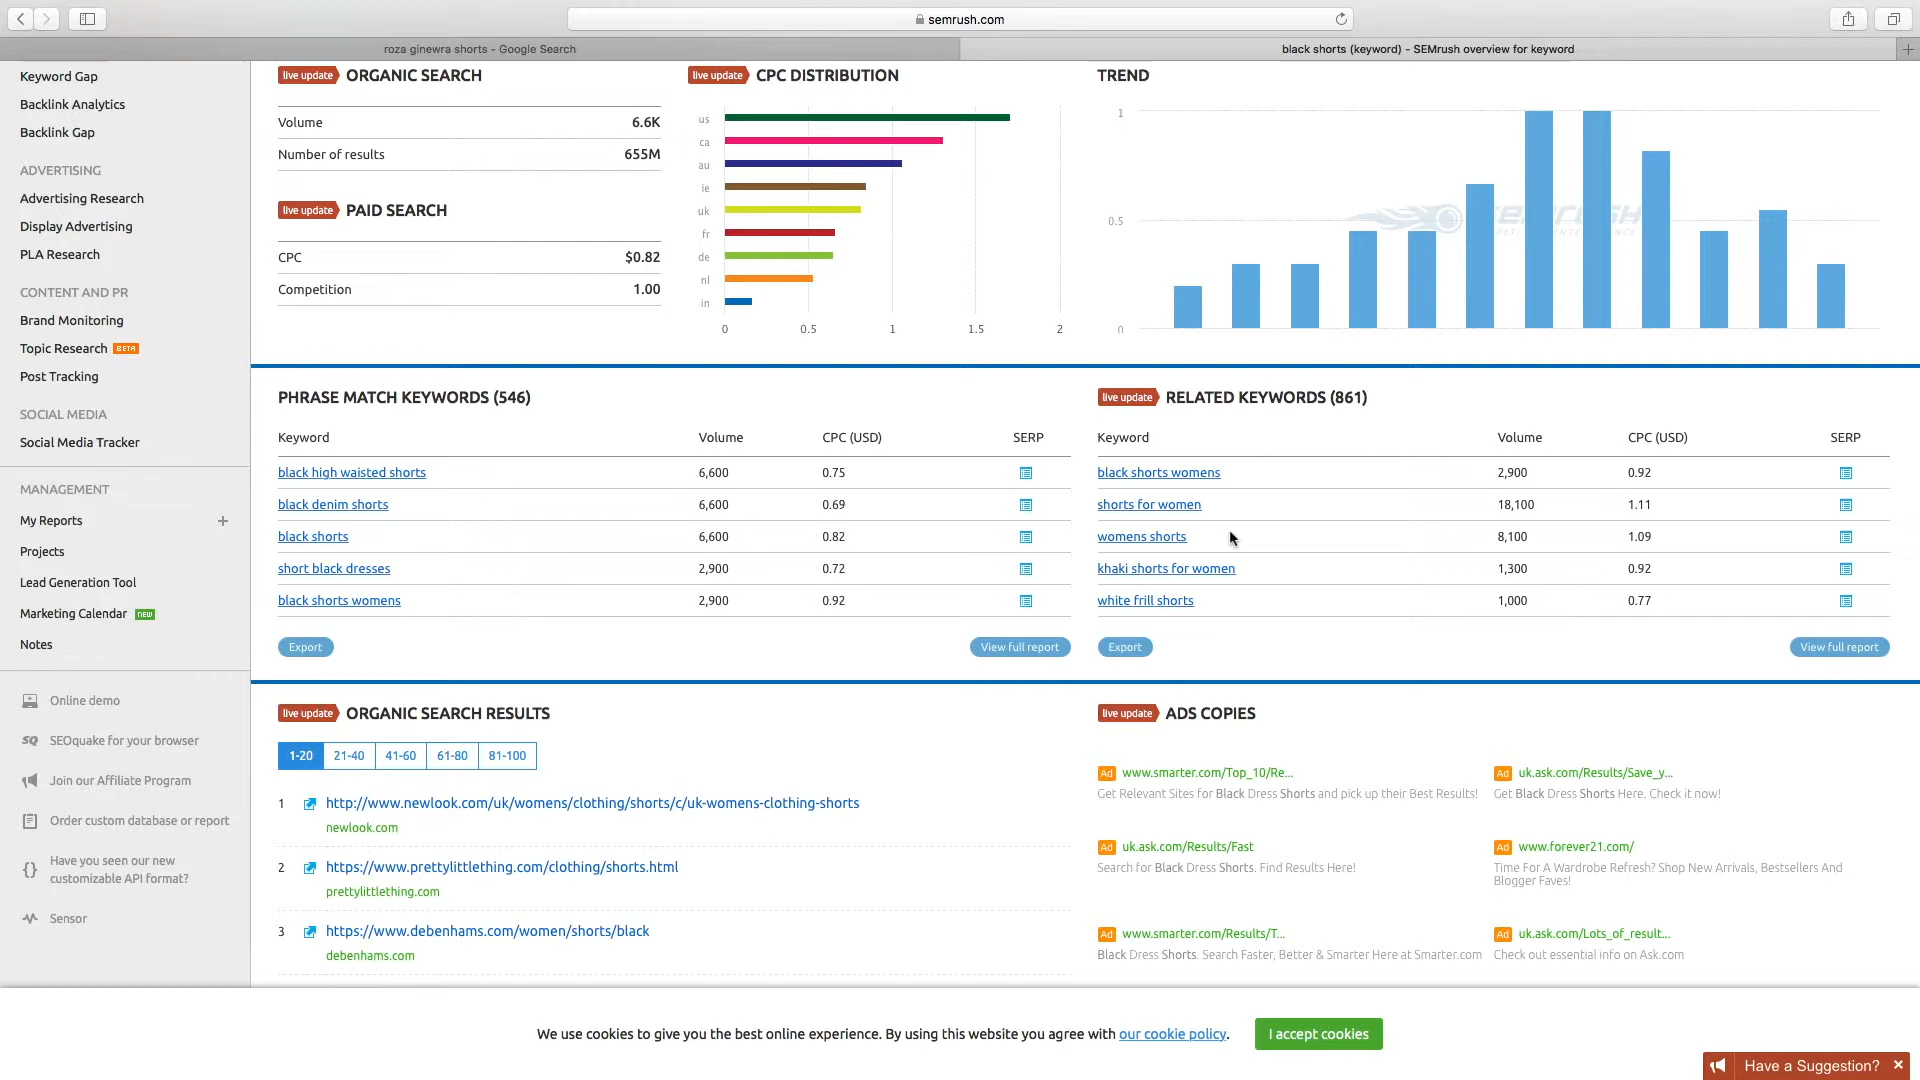 semrush.com
roza ginewra shorts - Google Search
black shorts (keyword) - SEMrush overview for keyword
Keyword Gap
Backlink Analytics
Backlink Gap
ADVERTISING
Advertising Research
Display Advertising
PLA Research
CONTENT AND PR
Brand Monitoring
Topic Research BETA
Post Tracking
SOCIAL MEDIA
Social Media Tracker
MANAGEMENT
My Reports
Projects
Lead Generation Tool
Marketing Calendar NEW
Notes
Online demo
SEOquake for your browser
Join our Affiliate Program
Order custom database or report
Have you seen our new
customizable API format?
Sensor
live update ORGANIC SEARCH
Volume 6.6K
Number of results 655M
live update PAID SEARCH
CPC $0.82
Competition 1.00
live update CPC DISTRIBUTION
us
ca
au
ie
uk
fr
de
nl
in
0 0.5 1 1.5 2
TREND
1
0.5
0
PHRASE MATCH KEYWORDS (546)
Keyword Volume CPC (USD) SERP
black high waisted shorts 6,600 0.75
black denim shorts 6,600 0.69
black shorts 6,600 0.82
short black dresses 2,900 0.72
black shorts womens 2,900 0.92
Export View full report
live update RELATED KEYWORDS (861)
Keyword Volume CPC (USD) SERP
black shorts womens 2,900 0.92
shorts for women 18,100 1.11
womens shorts 8,100 1.09
khaki shorts for women 1,300 0.92
white frill shorts 1,000 0.77
Export View full report
live update ORGANIC SEARCH RESULTS
1-20 21-40 41-60 61-80 81-100
1 http://www.newlook.com/uk/womens/clothing/shorts/c/uk-womens-clothing-shorts
newlook.com
2 https://www.prettylittlething.com/clothing/shorts.html
prettylittlething.com
3 https://www.debenhams.com/women/shorts/black
debenhams.com
live update ADS COPIES
Ad www.smarter.com/Top_10/Re...
Get Relevant Sites for Black Dress Shorts and pick up their Best Results!
Ad uk.ask.com/Results/Save_y...
Get Black Dress Shorts Here. Check it now!
Ad uk.ask.com/Results/Fast
Search for Black Dress Shorts. Find Results Here!
Ad www.forever21.com/
Time For A Wardrobe Refresh? Shop New Arrivals, Bestsellers And
Blogger Faves!
Ad www.smarter.com/Results/T...
Black Dress Shorts. Search Faster, Better & Smarter Here at Smarter.com
Ad uk.ask.com/Lots_of_result...
Check out essential info on Ask.com
We use cookies to give you the best online experience. By using this website you agree with our cookie policy.
I accept cookies
Have a Suggestion? ×